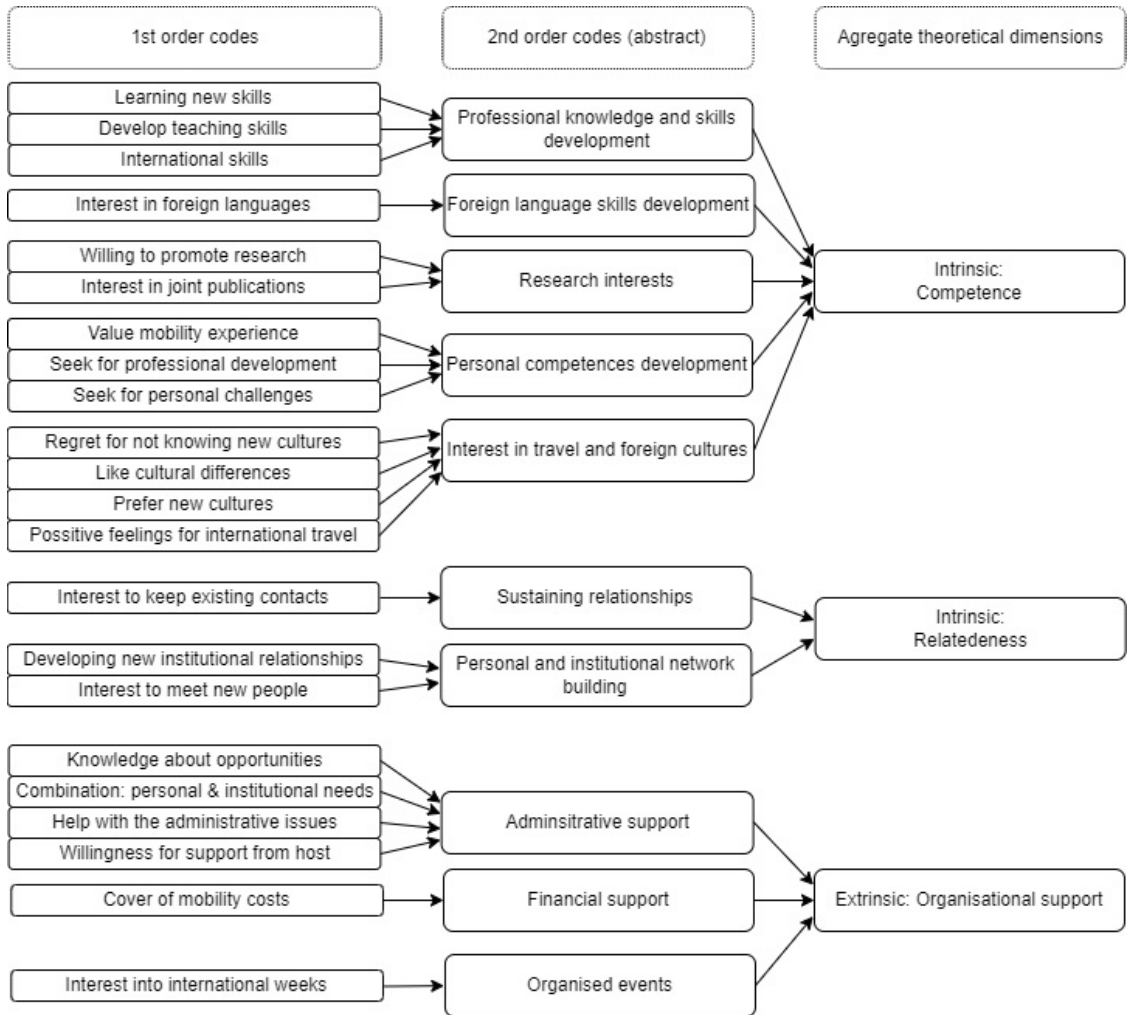 1st order codes
2nd order codes (abstract)
Agregate theoretical dimensions
Learning new skills
Develop teaching skills
International skills
Professional knowledge and skills
development
Interest in foreign languages
Foreign language skills development
Willing to promote research
Interest in joint publications
Research interests
Intrinsic:
Competence
Value mobility experience
Seek for professional development
Seek for personal challenges
Personal competences development
Regret for not knowing new cultures
Like cultural differences
Prefer new cultures
Possitive feelings for international travel
Interest in travel and foreign cultures
Interest to keep existing contacts
Sustaining relationships
Intrinsic:
Relatedeness
Developing new institutional relationships
Interest to meet new people
Personal and institutional network
building
Knowledge about opportunities
Combination: personal & institutional needs
Help with the administrative issues
Willingness for support from host
Adminsitrative support
Cover of mobility costs
Financial support
Extrinsic: Organisational support
Interest into international weeks
Organised events